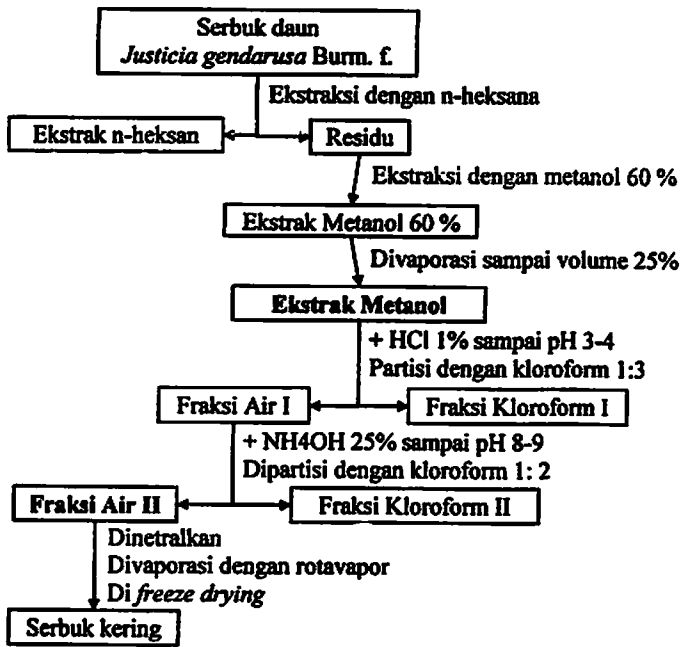 Serbuk daun
Justicia gendarusa Burm. f.
Ekstraksi dengan n-heksana
Ekstrak n-heksan
Residu
Ekstraksi dengan metanol 60 %
Ekstrak Metanol 60 %
Divaporasi sampai volume 25%
Ekstrak Metanol
+ HCl 1% sampai pH 3-4
Partisi dengan kloroform 1:3
Fraksi Air I
Fraksi Kloroform I
+ NH4OH 25% sampai pH 8-9
Dipartisi dengan kloroform 1: 2
Fraksi Air II
Fraksi Kloroform II
Dinetralkan
Divaporasi dengan rotavapor
Di freeze drying
Serbuk kering